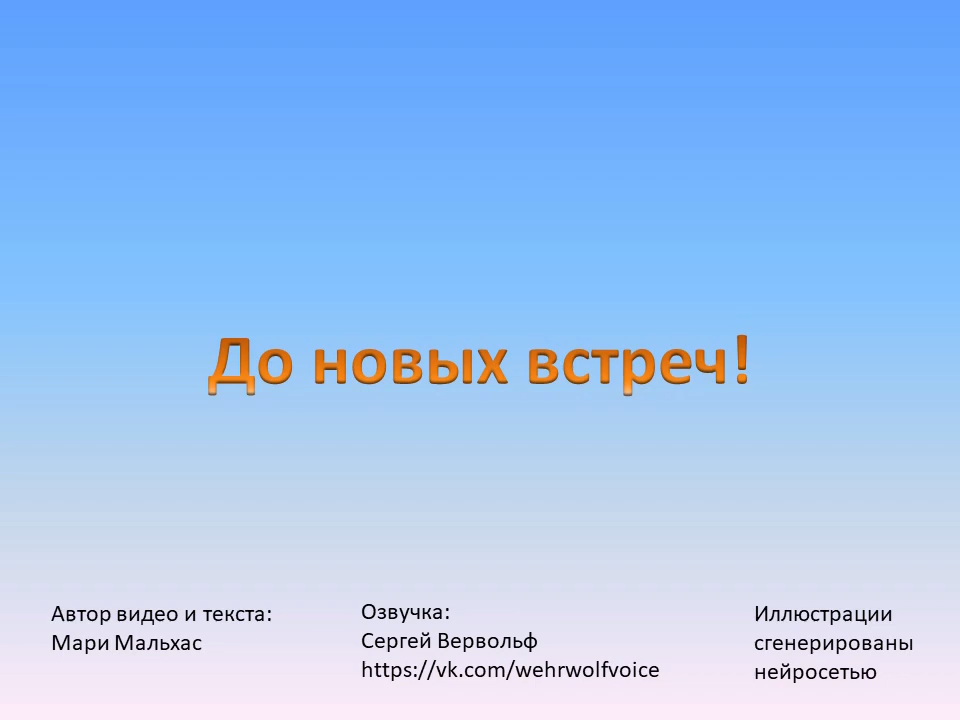 До новых встреч!
Автор видео и текста:
Мари Мальхас
Озвучка:
Сергей Вервольф
https://vk.com/wehrwolfvoice
Иллюстрации
сгенерированы
нейросетью